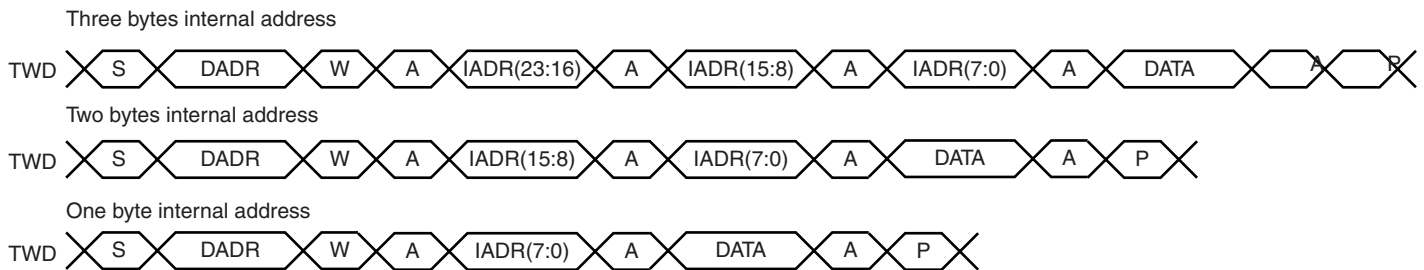 Three bytes internal address
TWD S DADR W A IADR(23:16) A IADR(15:8) A IADR(7:0) A DATA A P
Two bytes internal address
TWD S DADR W A IADR(15:8) A IADR(7:0) A DATA A P
One byte internal address
TWD S DADR W A IADR(7:0) A DATA A P